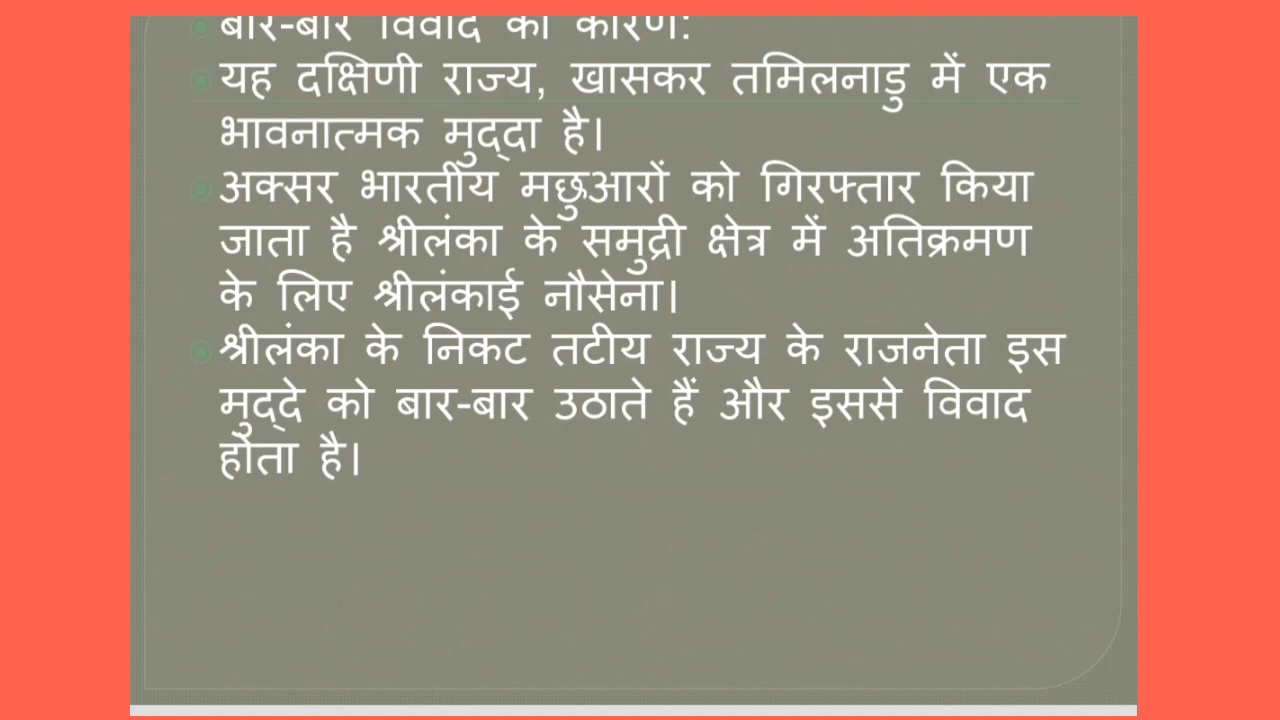 बार-बार विवाद का कारण:
यह दक्षिणी राज्य, खासकर तमिलनाडु में एक
भावनात्मक मुद्दा है।
अक्सर भारतीय मछुआरों को गिरफ्तार किया
जाता है श्रीलंका के समुद्री क्षेत्र में अतिक्रमण
के लिए श्रीलंकाई नौसेना।
श्रीलंका के निकट तटीय राज्य के राजनेता इस
मुद्दे को बार-बार उठाते हैं और इससे विवाद
होता है।